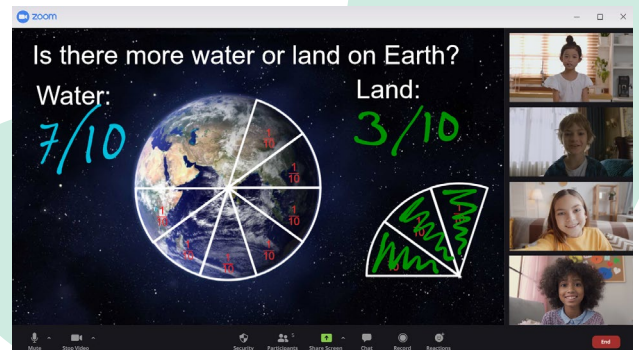 zoom
Is there more water or land on Earth?
Water:
Land:
7/10
3/10
1
10
1
10
1
10
1
10
1
10
1
10
1
10
Mute
Stop Video
Security
Participants
5
Share Screen
Chat
Record
Reactions
End